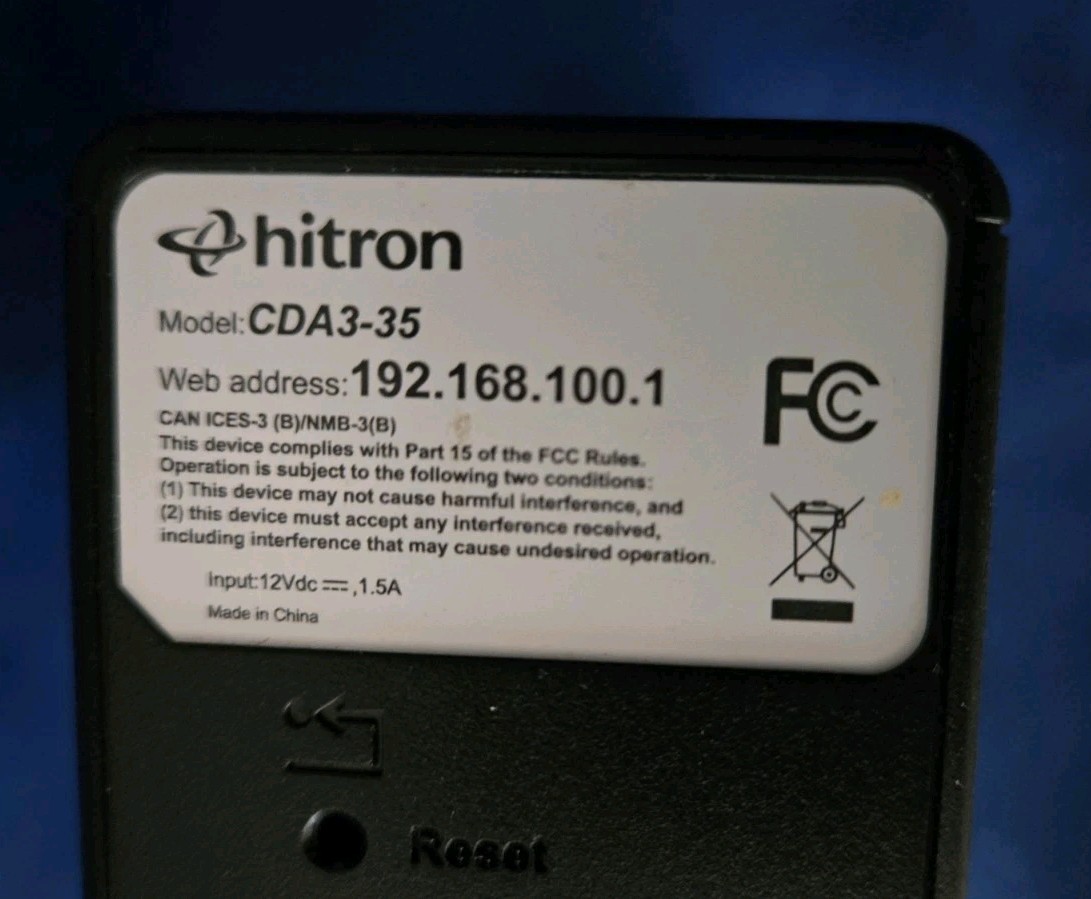 hitron
Model:CDA3-35
Web address:192.168.100.1
CAN ICES-3 (B)/NMB-3(B)
This device complies with Part 15 of the FCC Rules.
Operation is subject to the following two conditions:
(1) This device may not cause harmful interference, and
(2) this device must accept any interference received,
including interference that may cause undesired operation.
Input:12Vdc ⎓,1.5A
Made in China
FC
Reset